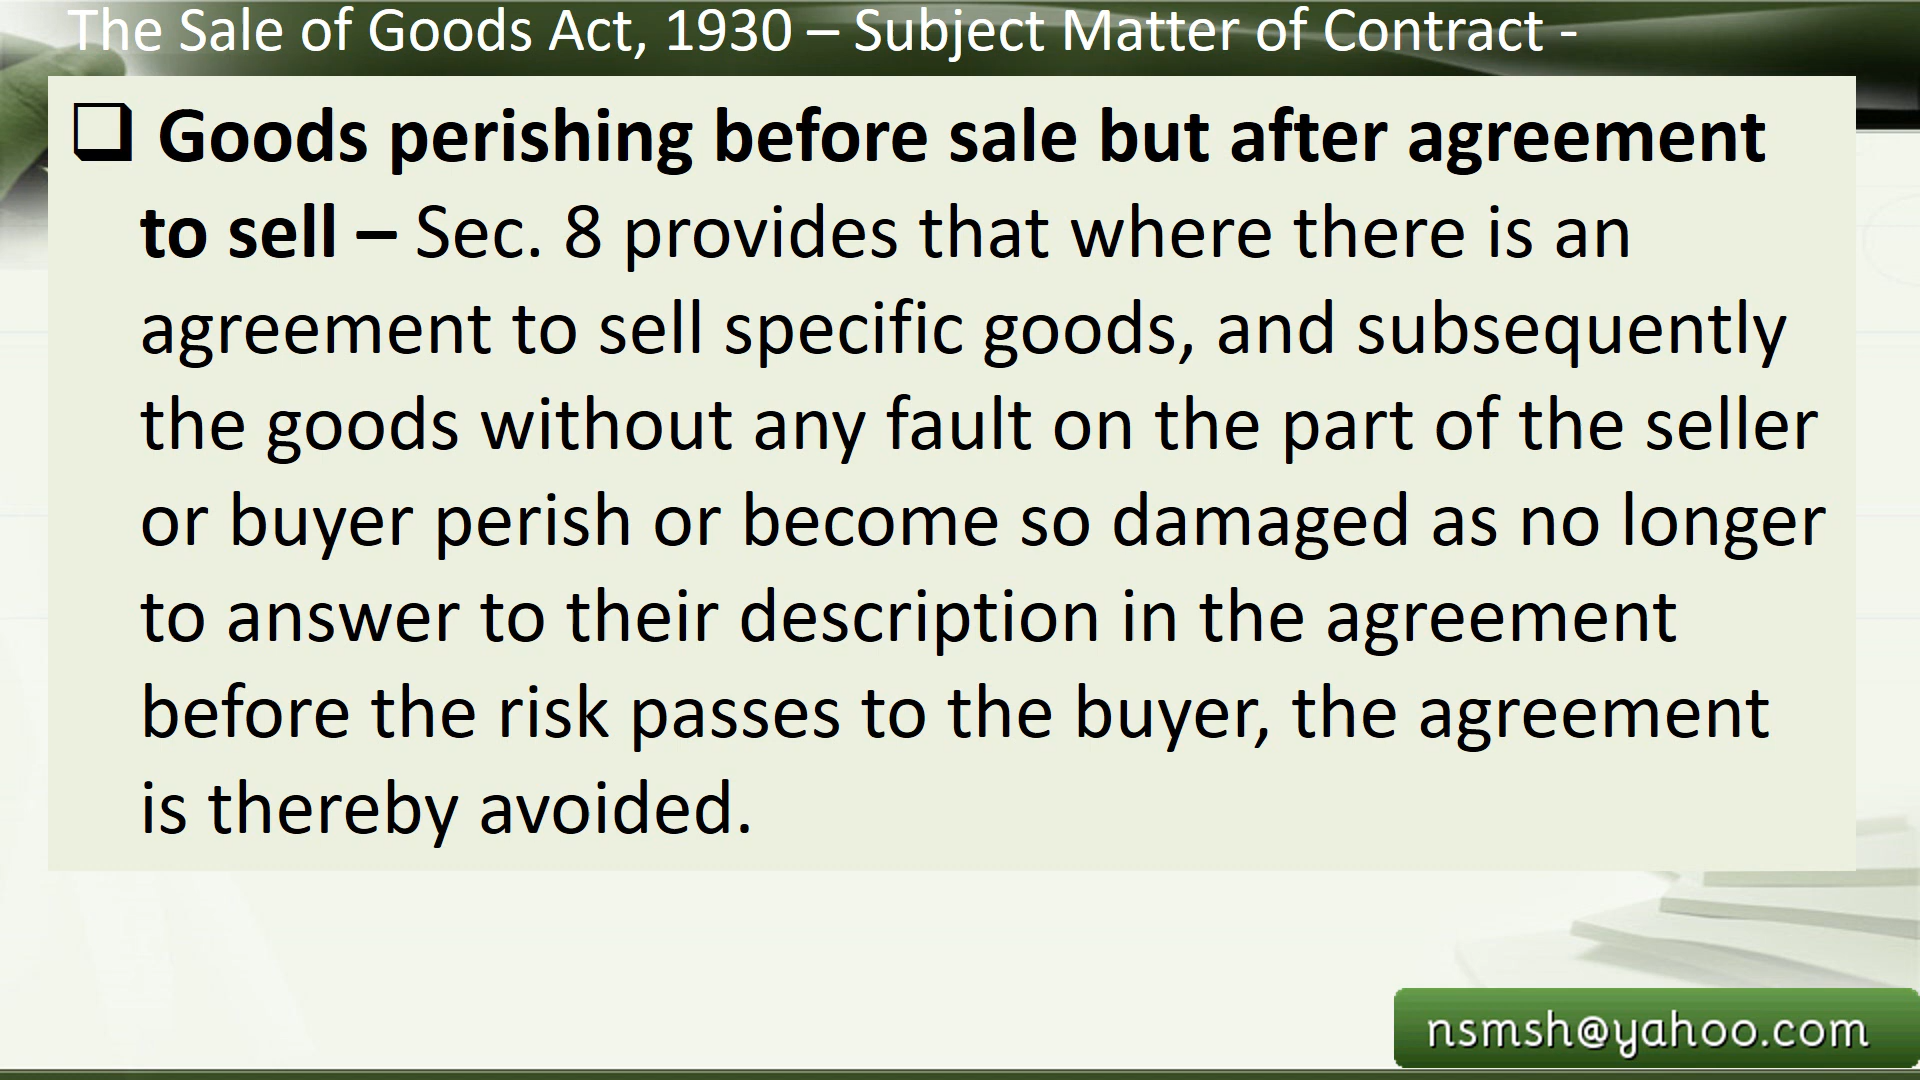 The Sale of Goods Act, 1930 – Subject Matter of Contract -
❑ Goods perishing before sale but after agreement
to sell – Sec. 8 provides that where there is an
agreement to sell specific goods, and subsequently
the goods without any fault on the part of the seller
or buyer perish or become so damaged as no longer
to answer to their description in the agreement
before the risk passes to the buyer, the agreement
is thereby avoided.
nsmsh@yahoo.com